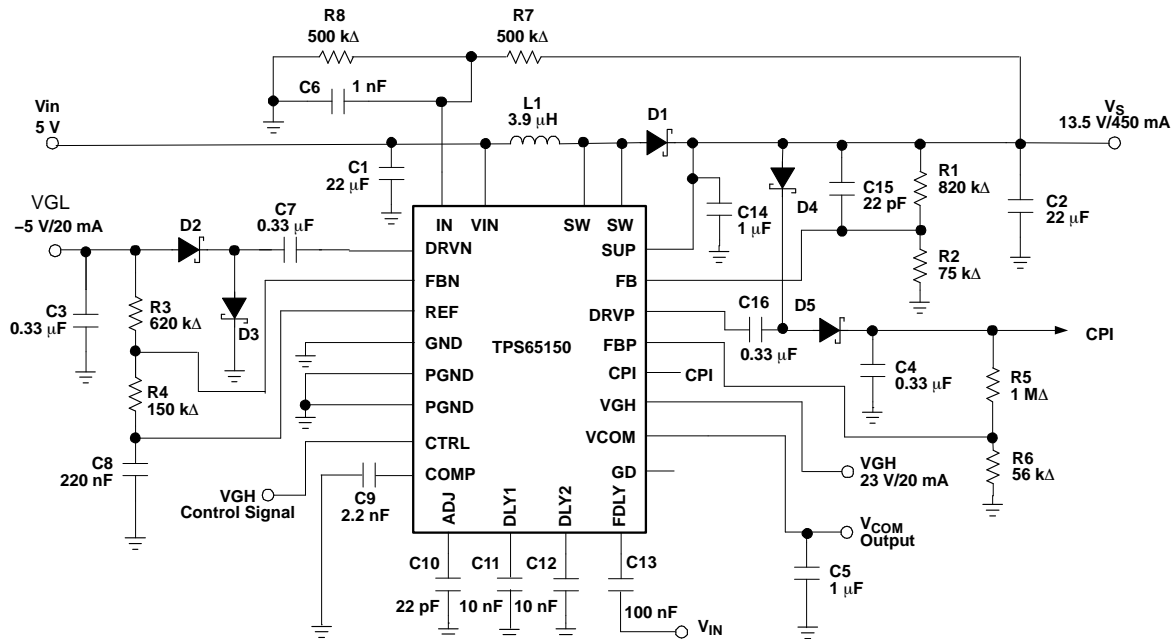 R8
500 kΔ
R7
500 kΔ
C6
1 nF
Vin
5 V
L1
3.9 μH
D1
VS
13.5 V/450 mA
C1
22 μF
R1
820 kΔ
C15
22 pF
C2
22 μF
D4
C14
1 μF
R2
75 kΔ
VGL
–5 V/20 mA
D2
C7
0.33 μF
D3
C3
0.33 μF
R3
620 kΔ
R4
150 kΔ
C8
220 nF
IN
VIN
SW
SW
DRVN
FBN
REF
GND
PGND
PGND
CTRL
COMP
TPS65150
SUP
FB
DRVP
FBP
CPI
VGH
VCOM
GD
ADJ
DLY1
DLY2
FDLY
C16
0.33 μF
D5
CPI
CPI
C4
0.33 μF
R5
1 MΔ
R6
56 kΔ
VGH
23 V/20 mA
VCOM
Output
C5
1 μF
VGH
Control Signal
C9
2.2 nF
C10
22 pF
C11
10 nF
C12
10 nF
C13
100 nF
VIN